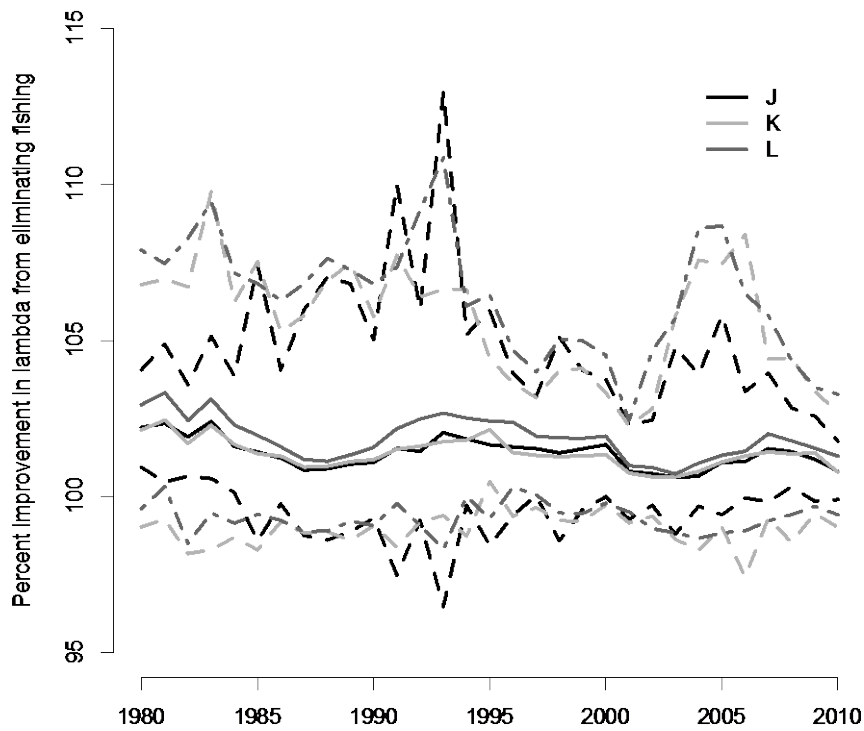 Percent Improvement in lambda from eliminating fishing
115
110
105
100
95
J
K
L
1980 1985 1990 1995 2000 2005 2010